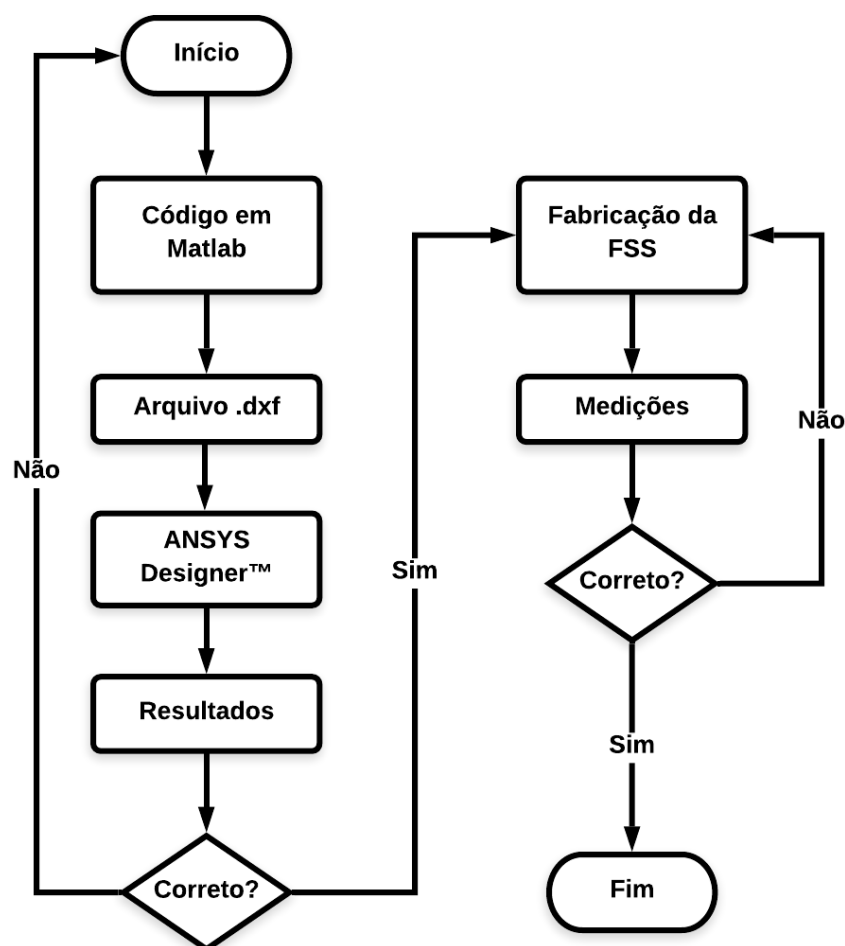 Início
Código em
Matlab
Arquivo .dxf
ANSYS
Designer™
Resultados
Correto?
Não
Sim
Fabricação da
FSS
Medições
Correto?
Não
Sim
Fim